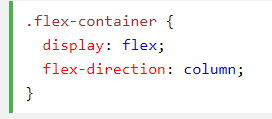 .flex-container {
  display: flex;
  flex-direction: column;
}